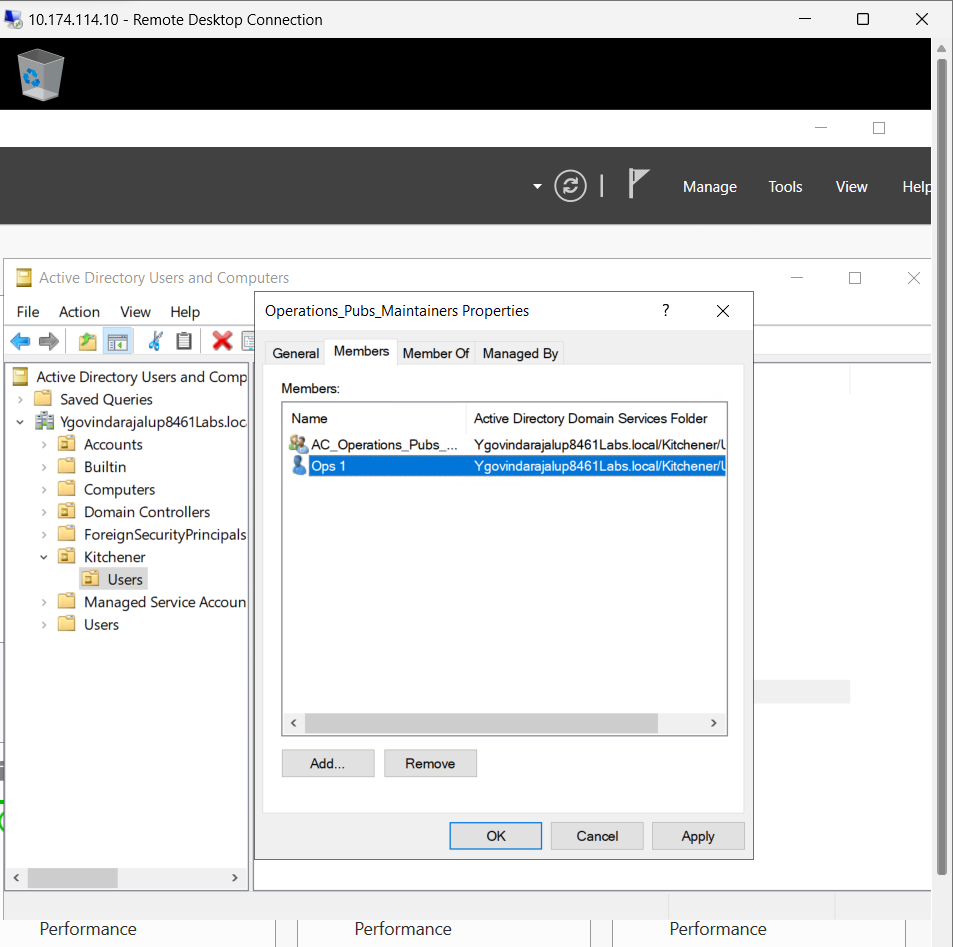 10.174.114.10 - Remote Desktop Connection
Manage Tools View Help
Active Directory Users and Computers
File Action View Help
Operations_Pubs_Maintainers Properties
?
General Members Member Of Managed By
Members:
Name Active Directory Domain Services Folder
AC_Operations_Pubs_... Ygovindarajalup8461Labs.local/Kitchener/U
Ops 1 Ygovindarajalup8461Labs.local/Kitchener/U
Add... Remove
OK Cancel Apply
Active Directory Users and Comp
Saved Queries
Ygovindarajalup8461Labs.loc
Accounts
Builtin
Computers
Domain Controllers
ForeignSecurityPrincipals
Kitchener
Users
Managed Service Accoun
Users
Performance Performance Performance